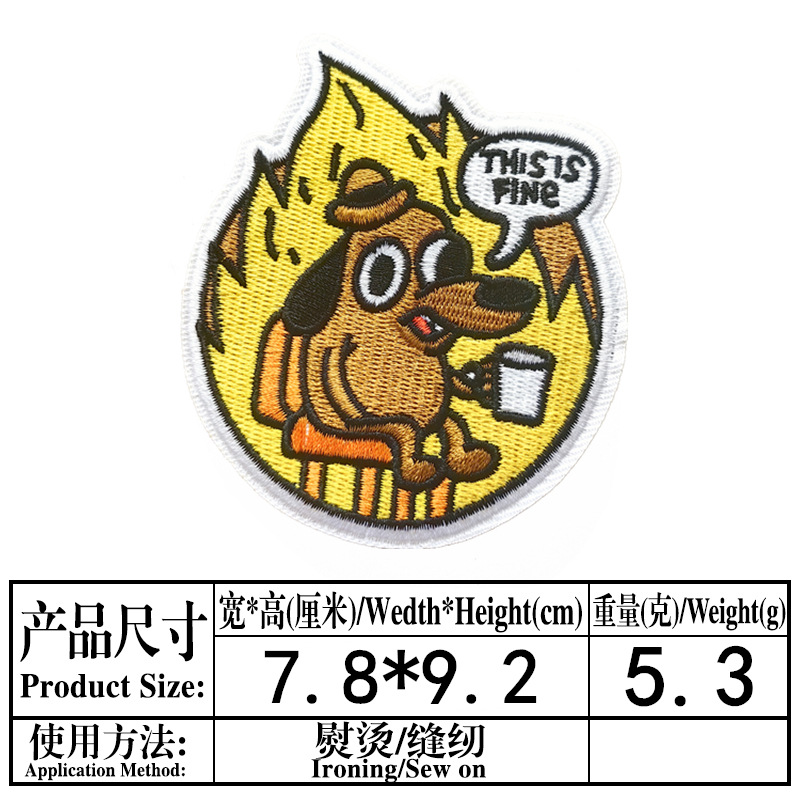 THIS IS
FINE
产品尺寸
Product Size:
宽*高(厘米)/Wedth*Height(cm)
7.8*9.2
重量(克)/Weight(g)
5.3
使用方法:
Application Method:
熨烫/缝纫
Ironing/Sew on